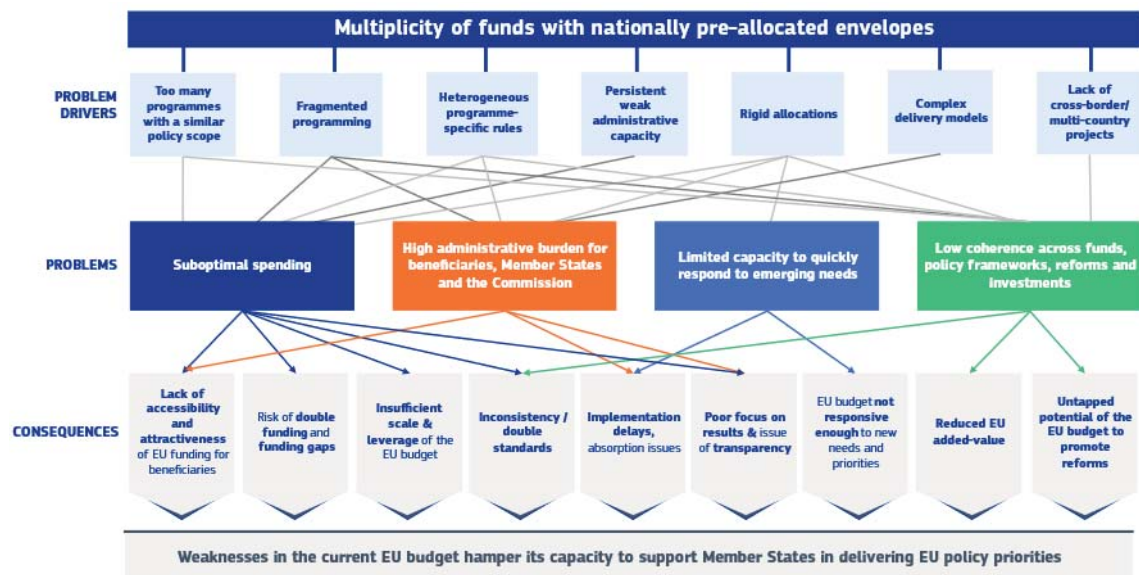 Multiplicity of funds with nationally pre-allocated envelopes
PROBLEM
DRIVERS
Too many
programmes
with a similar
policy scope
Fragmented
programming
Heterogeneous
programme-
specific rules
Persistent
weak
administrative
capacity
Rigid allocations
Complex
delivery models
Lack of
cross-border/
multi-country
projects
PROBLEMS
Suboptimal spending
High administrative burden for
beneficiaries, Member States
and the Commission
Limited capacity to quickly
respond to emerging needs
Low coherence across funds,
policy frameworks, reforms and
investments
CONSEQUENCES
Lack of
accessibility
and
attractiveness
of EU funding for
beneficiaries
Risk of double
funding and
funding gaps
Insufficient
scale &
leverage of the
EU budget
Inconsistency /
double
standards
Implementation
delays,
absorption issues
Poor focus on
results & issue
of transparency
EU budget not
responsive
enough to new
needs and
priorities
Reduced EU
added-value
Untapped
potential of
the EU budget to
promote
reforms
Weaknesses in the current EU budget hamper its capacity to support Member States in delivering EU policy priorities